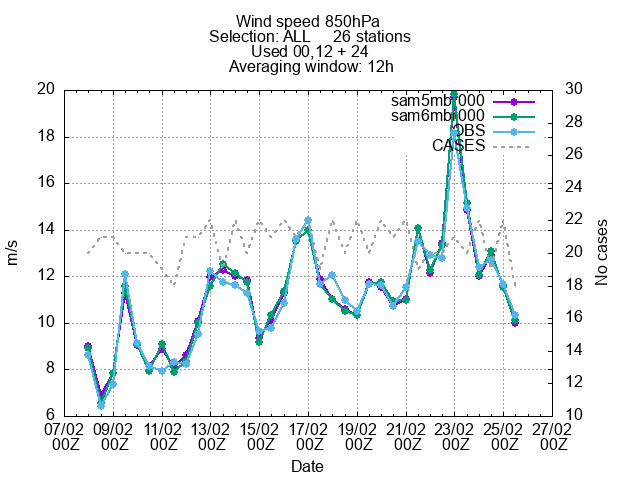 Wind speed 850hPa
Selection: ALL 26 stations
Used 00,12 + 24
Averaging window: 12h
20 30
sam5mbr000
sam6mbr000
OBS
CASES
18 28
26
16 24
14 22
12 20
18
10 16
8 14
12
6 10
m/s
No cases
07/02 09/02 11/02 13/02 15/02 17/02 19/02 21/02 23/02 25/02 27/02
00Z 00Z 00Z 00Z 00Z 00Z 00Z 00Z 00Z 00Z 00Z
Date